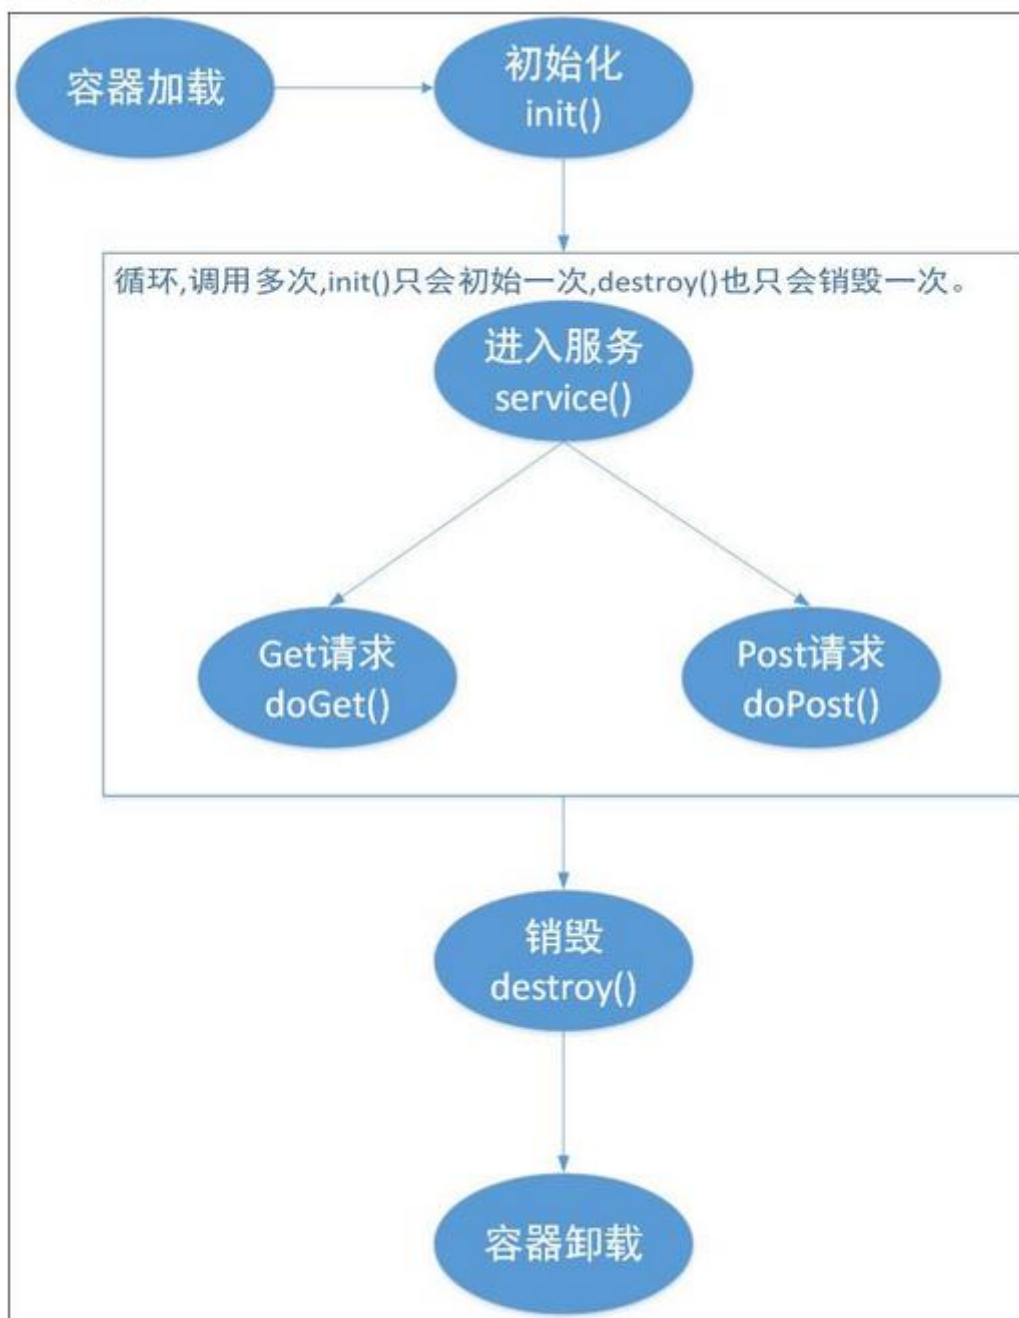 容器加载
初始化
init()
循环,调用多次,init()只会初始一次,destroy()也只会销毁一次。
进入服务
service()
Get请求
doGet()
Post请求
doPost()
销毁
destroy()
容器卸载